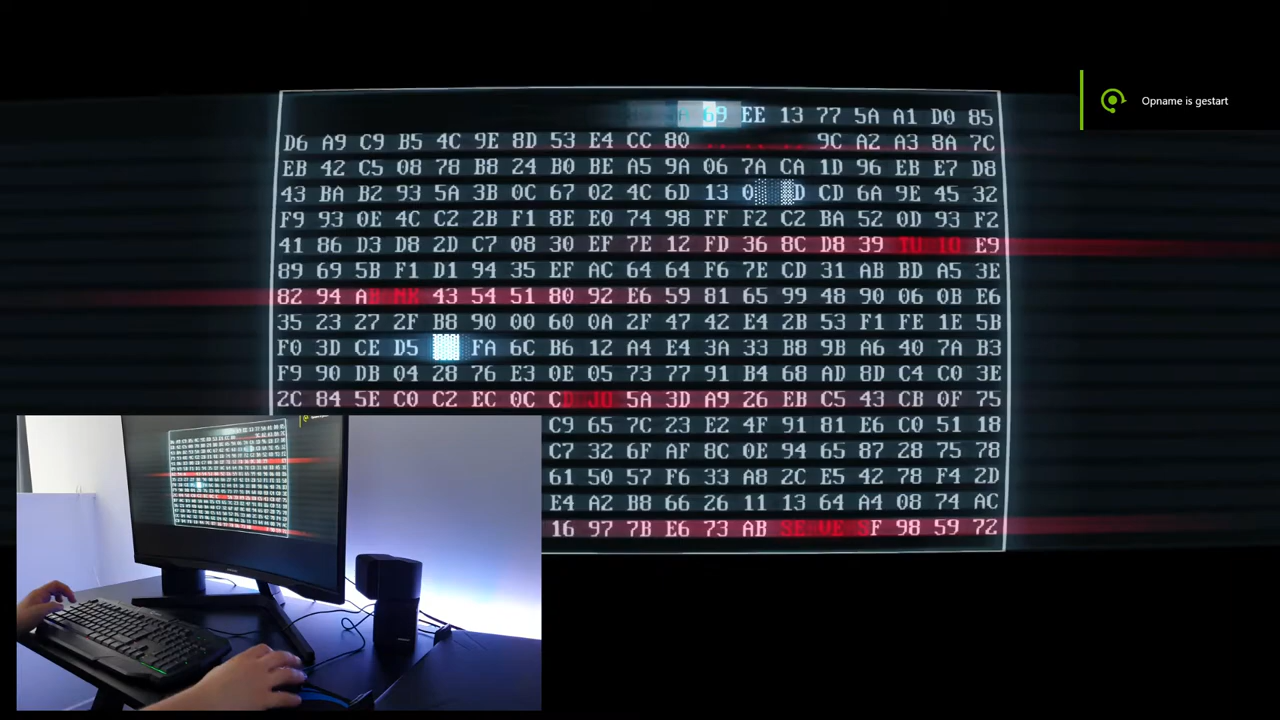 69 EE 13 77 5A A1 D0 85
Opname is gestart
D6 A9 C9 B5 4C 9E 8D 53 E4 CC 80 9C A2 A3 8A 7C
EB 42 C5 08 78 B8 24 B0 BE A5 9A 06 7A CA 1D 96 EB E7 D8
43 BA B2 93 5A 3B 0C 67 02 4C 6D 13 0 D CD 6A 9E 45 32
F9 93 0E 4C C2 2B F1 8E E0 74 98 FF F2 C2 BA 52 0D 93 F2
41 86 D3 D8 2D C7 08 30 EF 7E 12 FD 36 8C D8 39 E9
89 69 5B F1 D1 94 35 EF AC 64 64 F6 7E CD 31 AB BD A5 3E
82 94 A 43 54 51 80 92 E6 59 81 65 99 48 90 06 0B E6
35 23 27 2F B8 90 00 60 0A 2F 47 42 E4 2B 53 F1 FE 1E 5B
F0 3D CE D5 FA 6C B6 12 A4 E4 3A 33 B8 9B A6 40 7A B3
F9 90 DB 04 28 76 E3 0E 05 73 77 91 B4 68 AD 8D C4 C0 3E
2C 84 5E C0 C2 EC 0C C 5A 3D A9 26 EB C5 43 CB 0F 75
C9 65 7C 23 E2 4F 91 81 E6 C0 51 18
C7 32 6F AF 8C 0E 94 65 87 28 75 78
61 50 57 F6 33 A8 2C E5 42 78 F4 2D
E4 A2 B8 66 26 11 13 64 A4 08 74 AC
16 97 7B E6 73 AB F 98 59 72